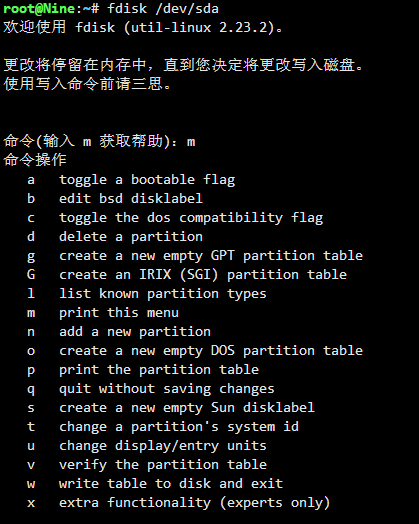 root@Nine:~# fdisk /dev/sda
欢迎使用 fdisk (util-linux 2.23.2)。
更改将停留在内存中，直到您决定将更改写入磁盘。
使用写入命令前请三思。
命令(输入 m 获取帮助)：m
命令操作
a   toggle a bootable flag
b   edit bsd disklabel
c   toggle the dos compatibility flag
d   delete a partition
g   create a new empty GPT partition table
G   create an IRIX (SGI) partition table
l   list known partition types
m   print this menu
n   add a new partition
o   create a new empty DOS partition table
p   print the partition table
q   quit without saving changes
s   create a new empty Sun disklabel
t   change a partition's system id
u   change display/entry units
v   verify the partition table
w   write table to disk and exit
x   extra functionality (experts only)